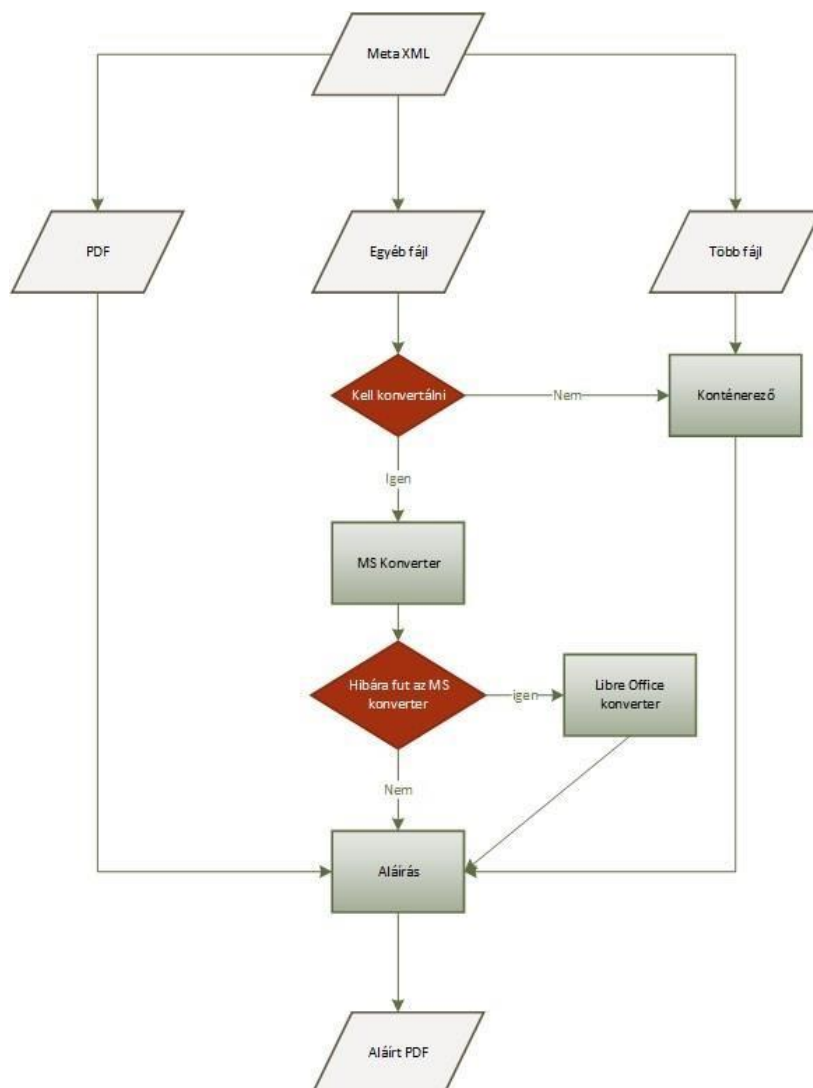 Meta XML
PDF
Egyéb fájl
Több fájl
Kell konvertálni
Nem
Konténerező
Igen
MS Konverter
Hibára fut az MS
konverter
igen
Libre Office
konverter
Nem
Aláírás
Aláírt PDF